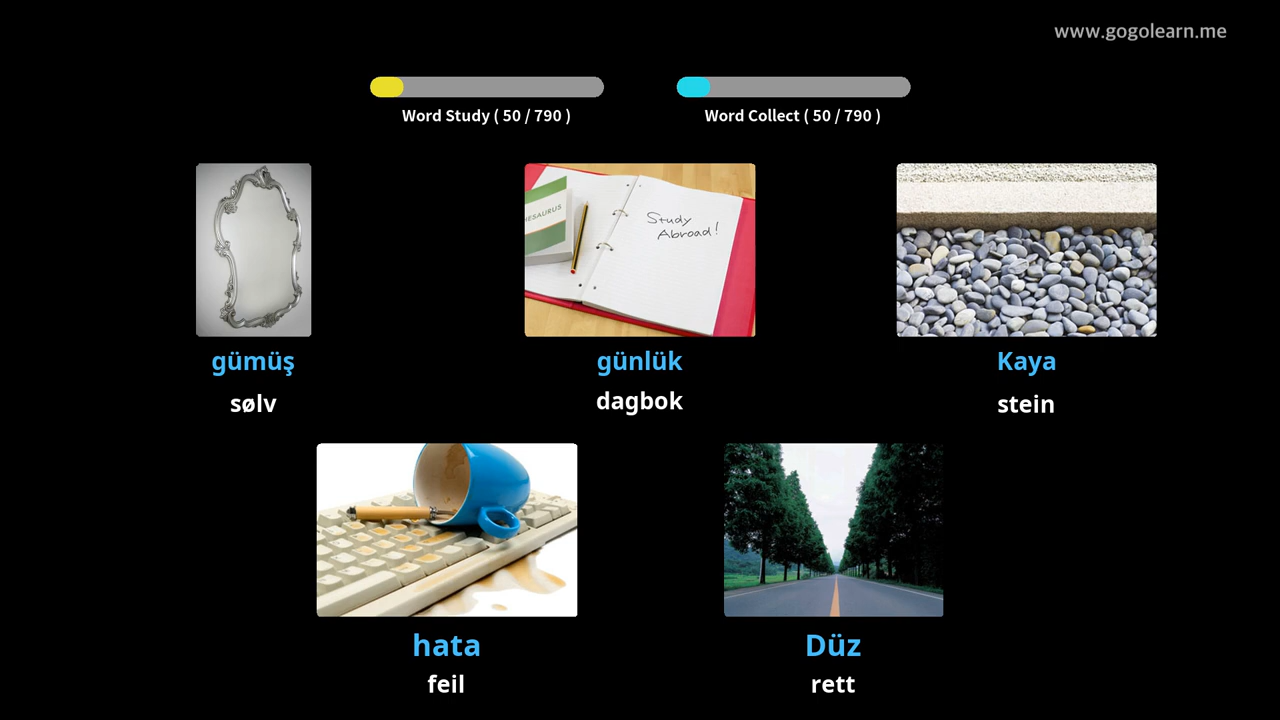 www.gogolearn.me
Word Study ( 50 / 790 )
Word Collect ( 50 / 790 )
HESAURUS
Study
Abroad!
gümüş
günlük
Kaya
sølv
dagbok
stein
hata
Düz
feil
rett